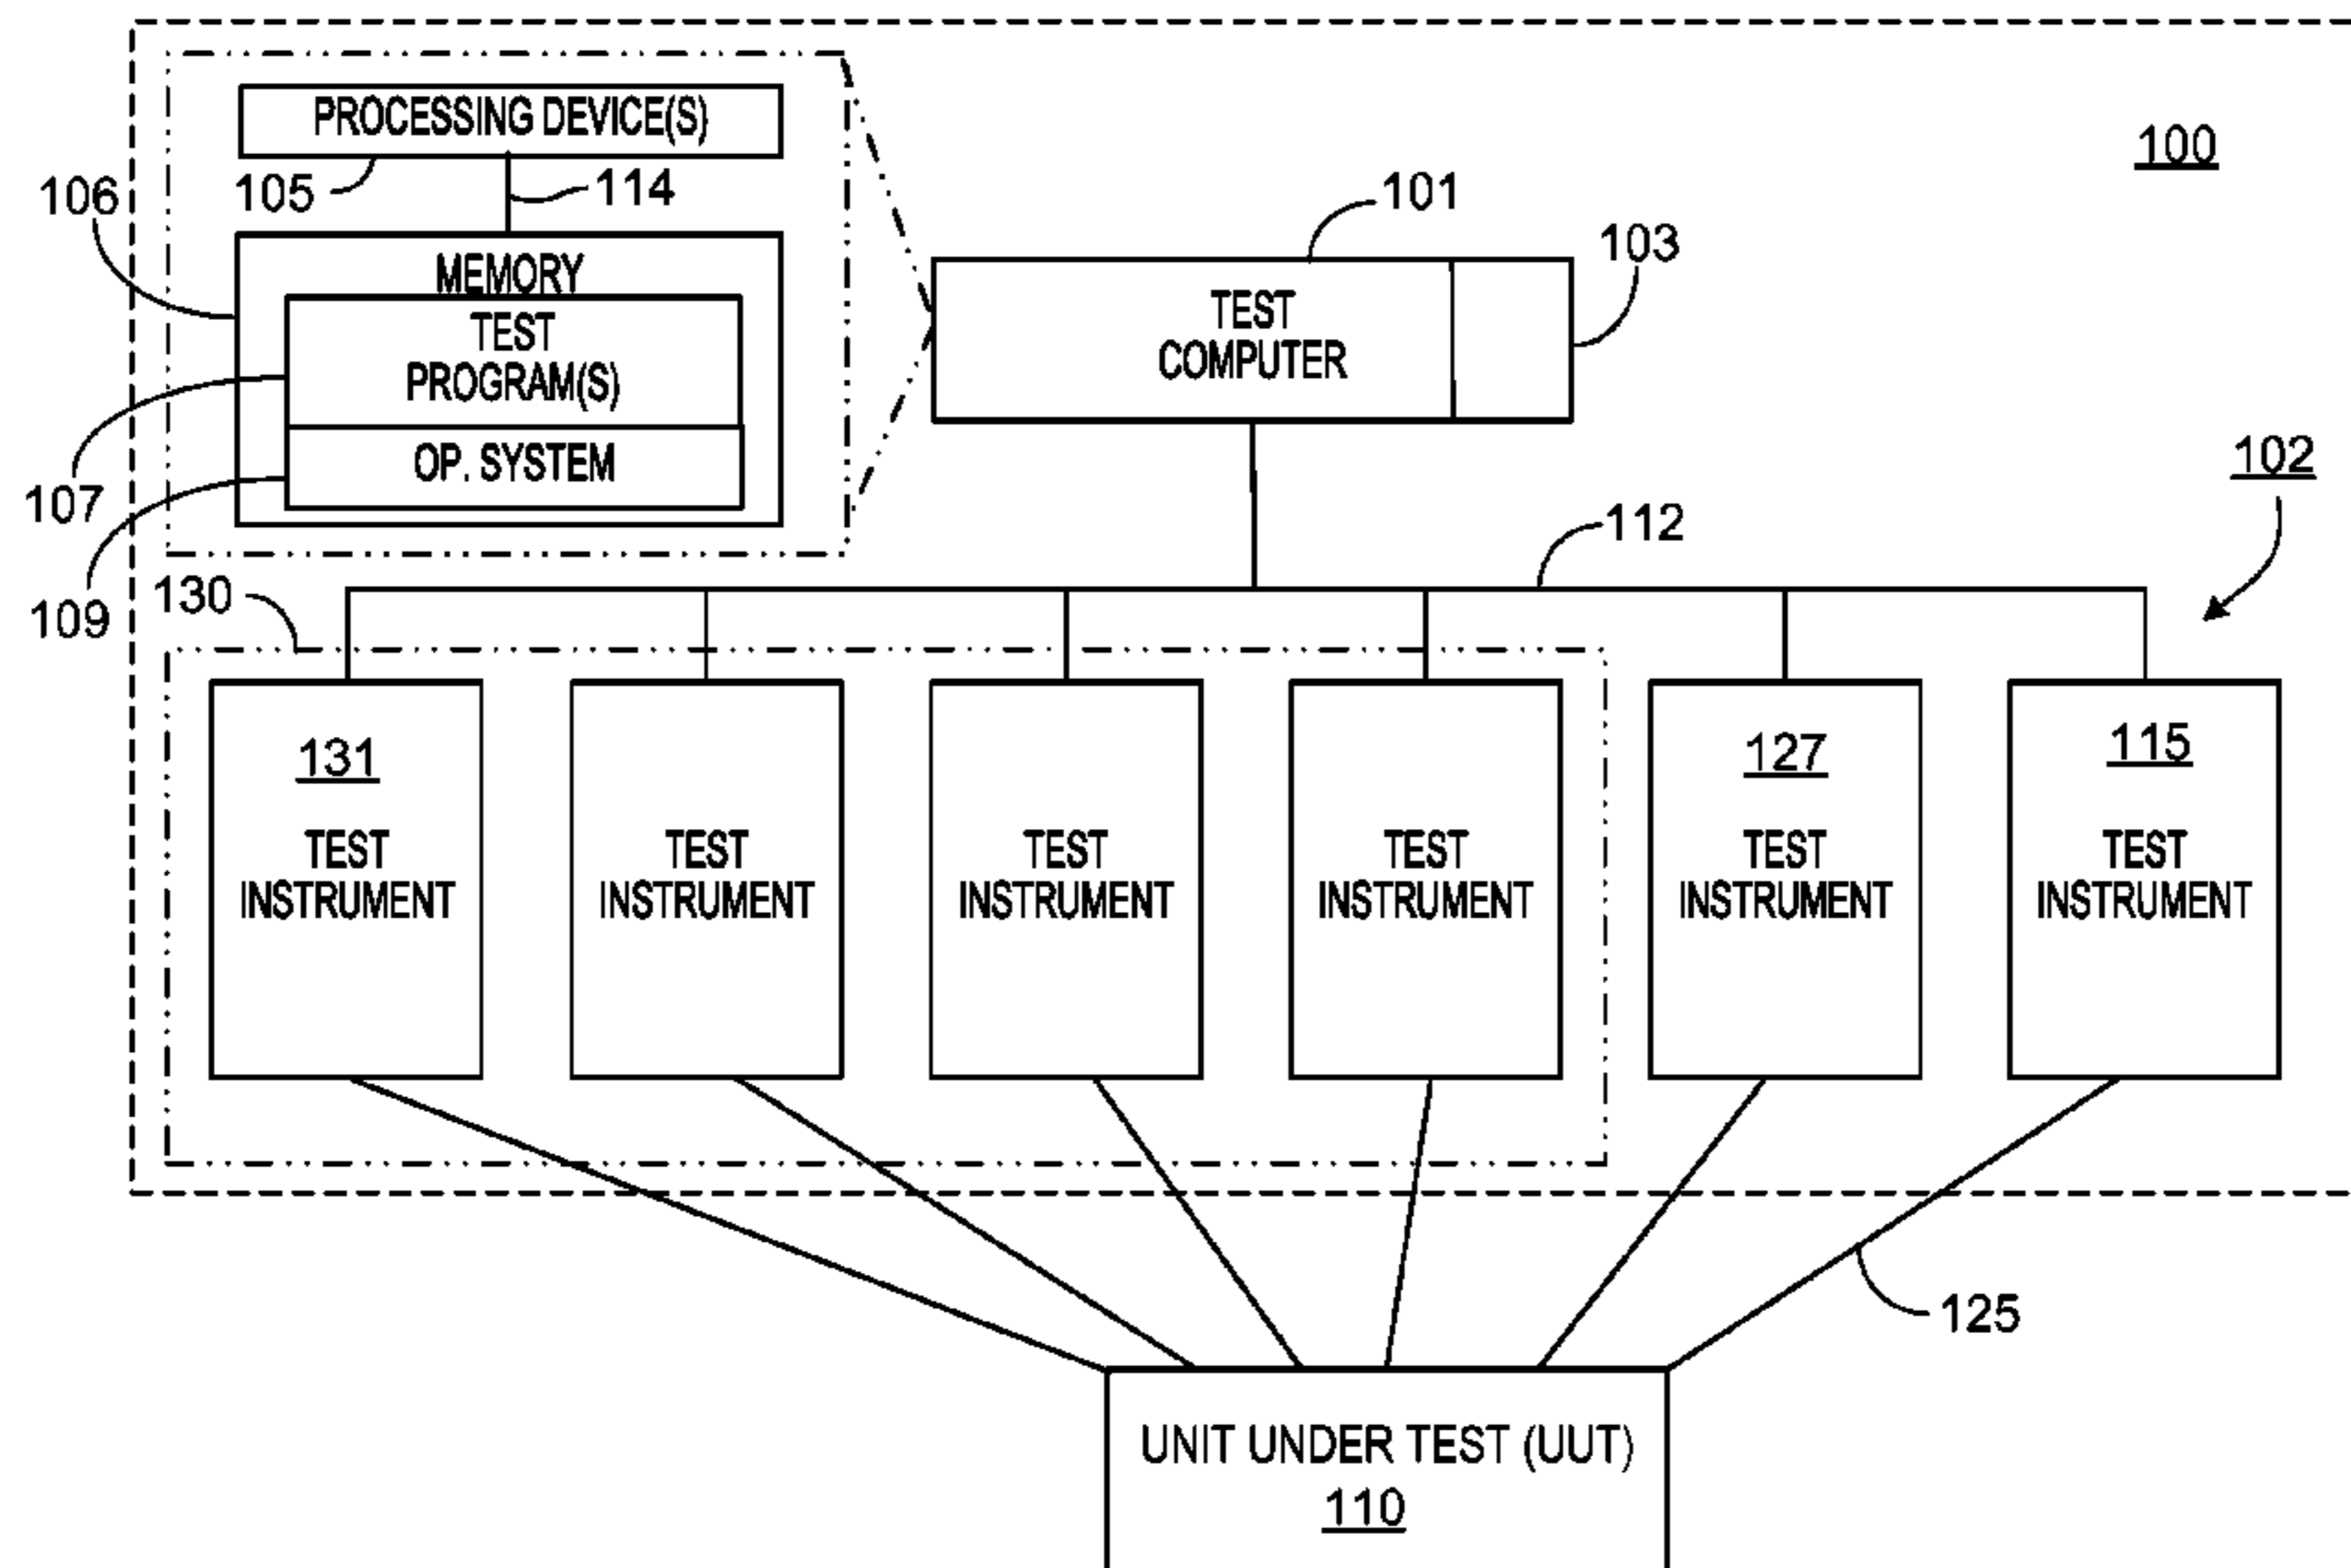 PROCESSING DEVICE(S)
100
105
114
106
101
103
MEMORY
TEST
PROGRAM(S)
TEST
COMPUTER
OP. SYSTEM
102
107
112
109
130
131
TEST
INSTRUMENT
TEST
INSTRUMENT
TEST
INSTRUMENT
TEST
INSTRUMENT
127
TEST
INSTRUMENT
115
TEST
INSTRUMENT
125
UNIT UNDER TEST (UUT)
110